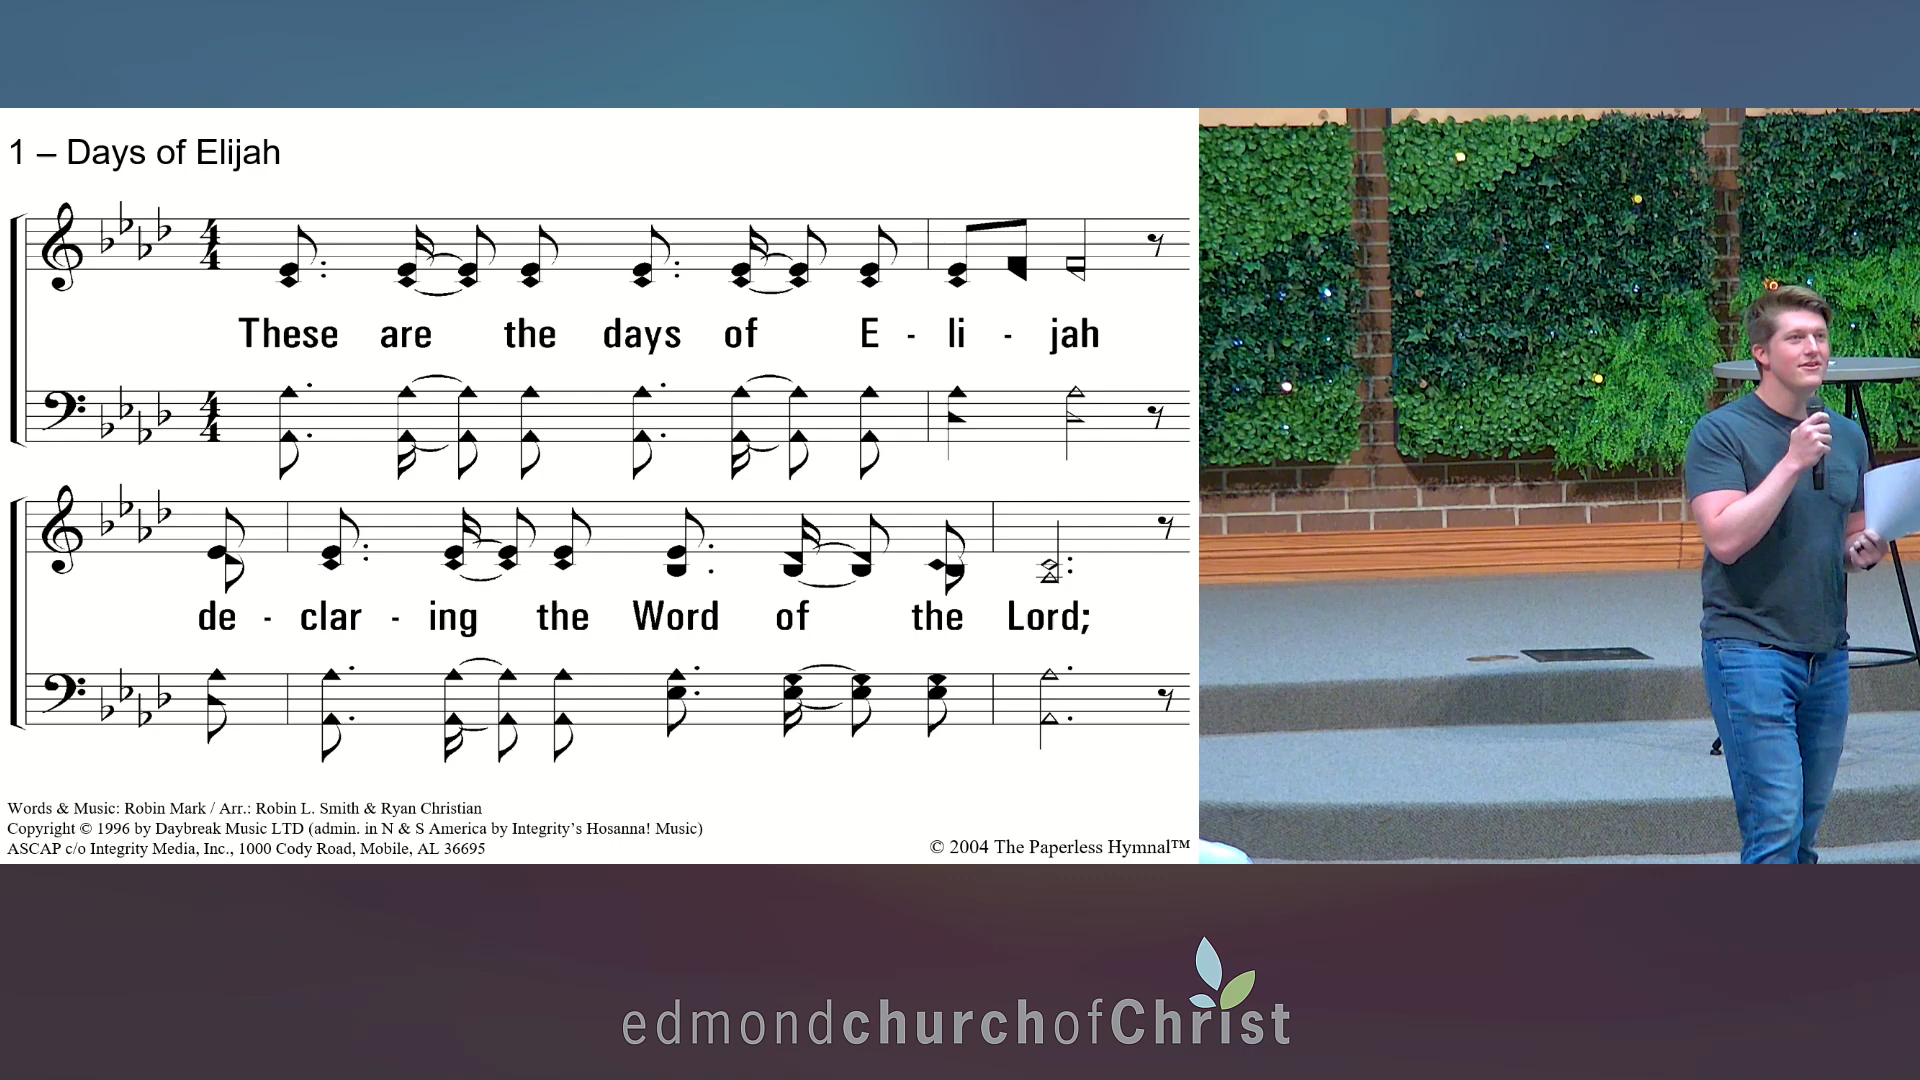 1 – Days of Elijah
These are the days of E - li - jah
de - clar - ing the Word of the Lord;
Words & Music: Robin Mark / Arr.: Robin L. Smith & Ryan Christian
Copyright © 1996 by Daybreak Music LTD (admin. in N & S America by Integrity’s Hosanna! Music)
ASCAP c/o Integrity Media, Inc., 1000 Cody Road, Mobile, AL 36695
© 2004 The Paperless Hymnal™
edmondchurchofChrist